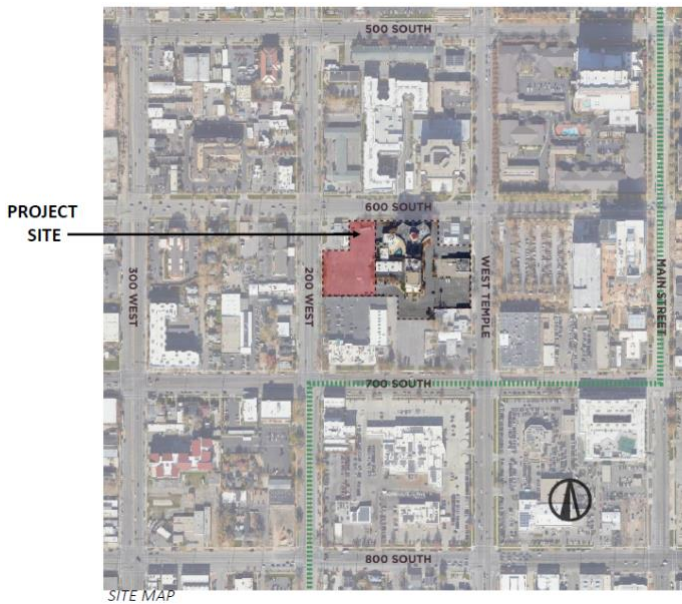 500 SOUTH
600 SOUTH
PROJECT
SITE
300 WEST
200 WEST
WEST TEMPLE
MAIN STREET
700 SOUTH
800 SOUTH
SITE MAP